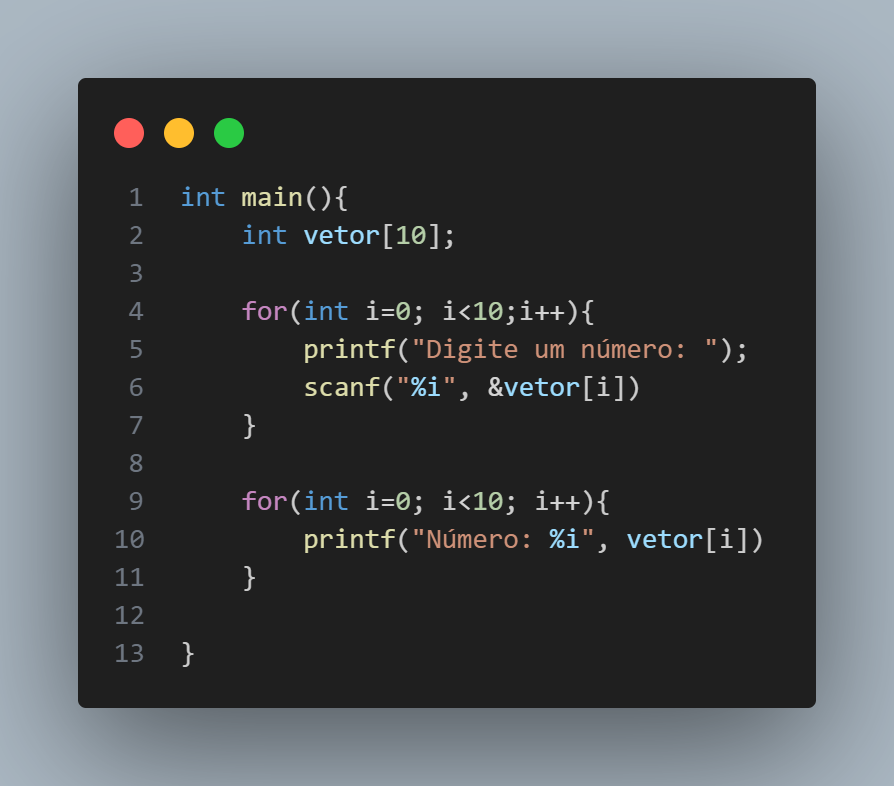 1 int main(){
2     int vetor[10];
3
4     for(int i=0; i<10;i++){
5         printf("Digite um número: ");
6         scanf("%i", &vetor[i])
7     }
8
9     for(int i=0; i<10; i++){
10         printf("Número: %i", vetor[i])
11     }
12
13 }